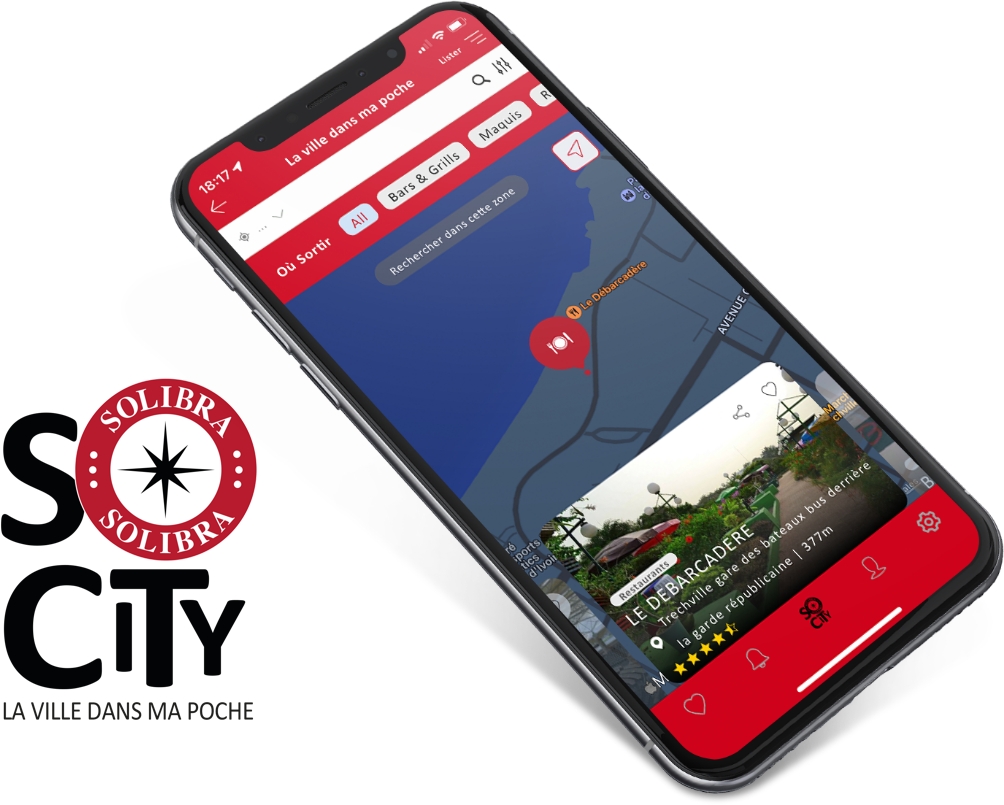 18:17
La ville dans ma poche
Lister
Où Sortir
All
Bars & Grills
Maquis
R
Rechercher dans cette zone
Le Débarcadère
AVENUE
Restaurants
LE DEBARCADERE
Trechville gare des bateaux bus derrière
la garde républicaine | 377m
SO
CiTY
SOLIBRA
SOLIBRA
SO
CiTY
LA VILLE DANS MA POCHE